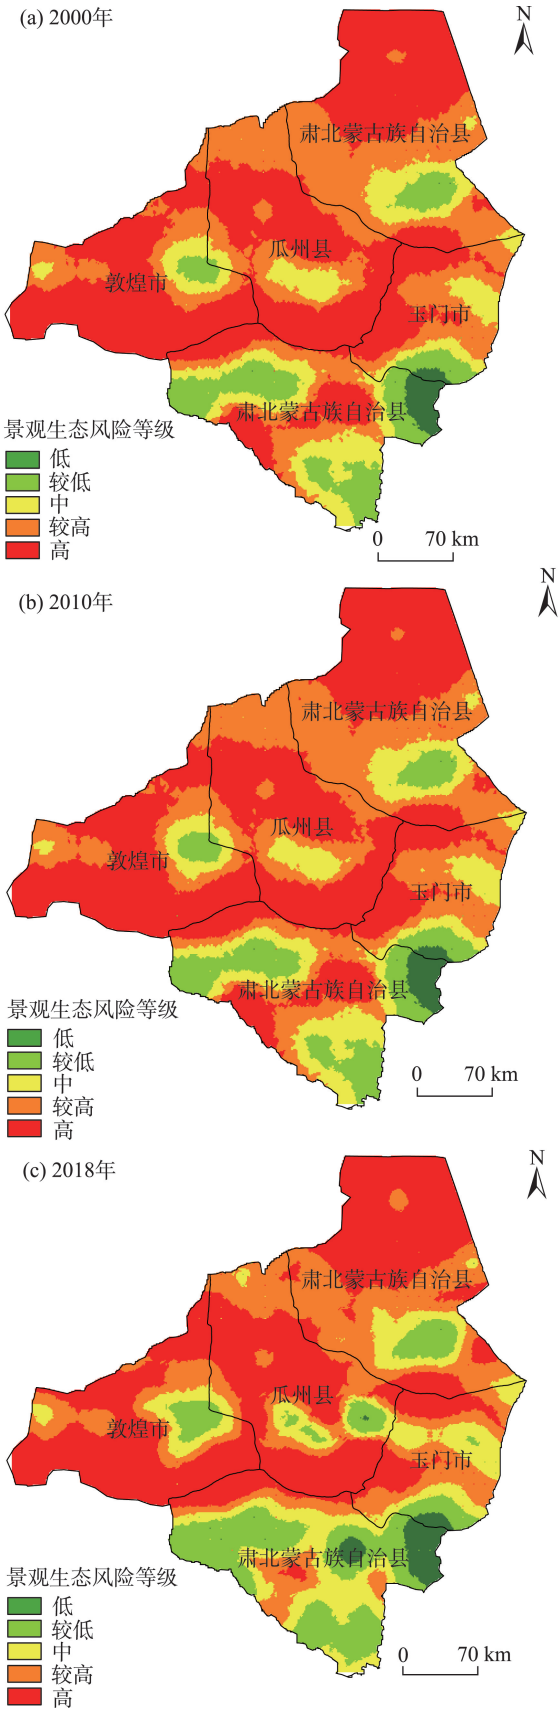 (a) 2000年
N
肃北蒙古族自治县
瓜州县
敦煌市
玉门市
肃北蒙古族自治县
景观生态风险等级
低
较低
中
较高
高
0 70 km
(b) 2010年
N
肃北蒙古族自治县
瓜州县
敦煌市
玉门市
肃北蒙古族自治县
景观生态风险等级
低
较低
中
较高
高
0 70 km
(c) 2018年
N
肃北蒙古族自治县
瓜州县
敦煌市
玉门市
肃北蒙古族自治县
景观生态风险等级
低
较低
中
较高
高
0 70 km